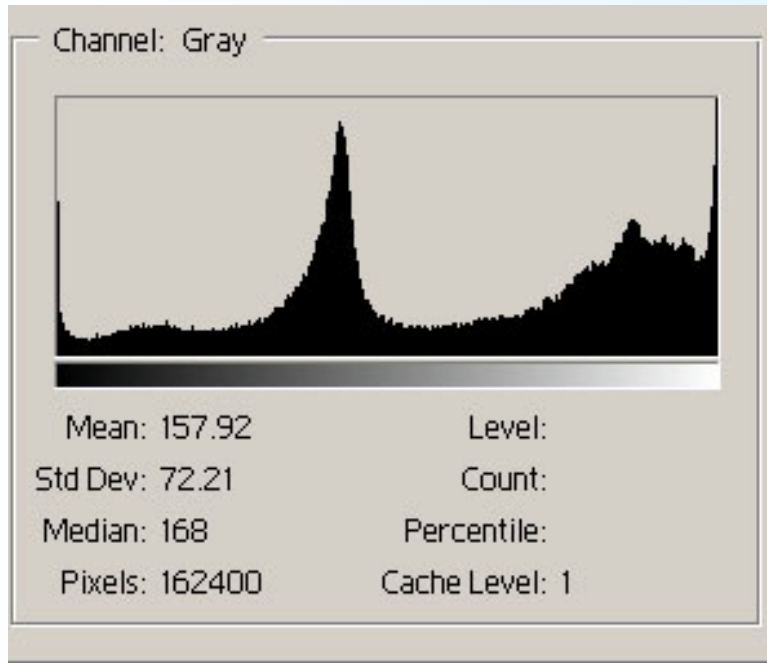 Channel: Gray
Mean: 157.92 Level:
Std Dev: 72.21 Count:
Median: 168 Percentile:
Pixels: 162400 Cache Level: 1